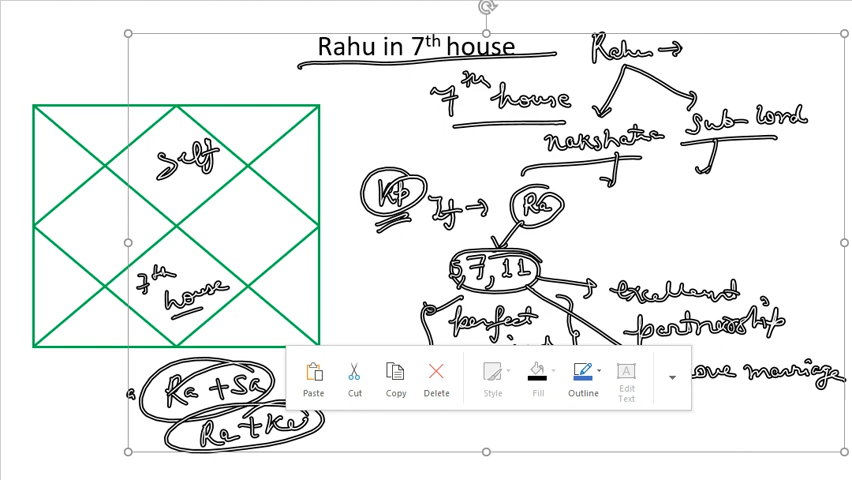 Rahu in 7th house
Rahu →
7th house
Nakshatra
Sub-lord
Self
KP
If →
Ra
5,7,11
7th
house
excellent
perfect
partnership
love marriage
Ra + Sa
Ra + Ke
Paste
Cut
Copy
Delete
Style
Fill
Outline
Edit
Text